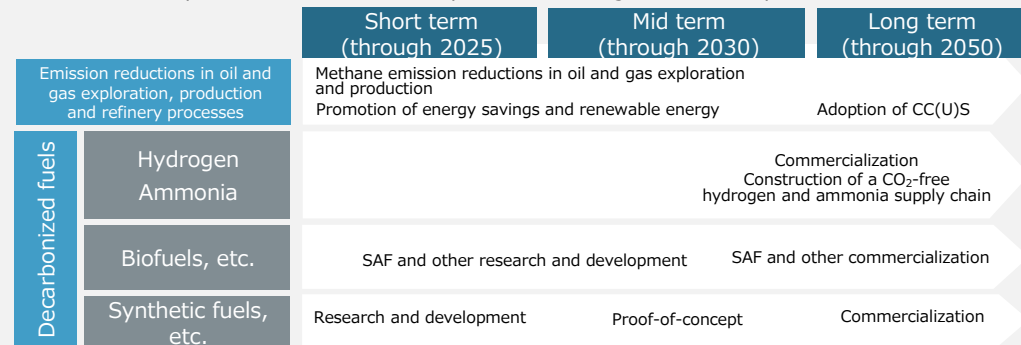 Short term
(through 2025)
Mid term
(through 2030)
Long term
(through 2050)
Emission reductions in oil and
gas exploration, production
and refinery processes
Methane emission reductions in oil and gas exploration
and production
Promotion of energy savings and renewable energy
Adoption of CC(U)S
Decarbonized fuels
Hydrogen
Ammonia
Commercialization
Construction of a CO₂-free
hydrogen and ammonia supply chain
Biofuels, etc.
SAF and other research and development
SAF and other commercialization
Synthetic fuels,
etc.
Research and development
Proof-of-concept
Commercialization